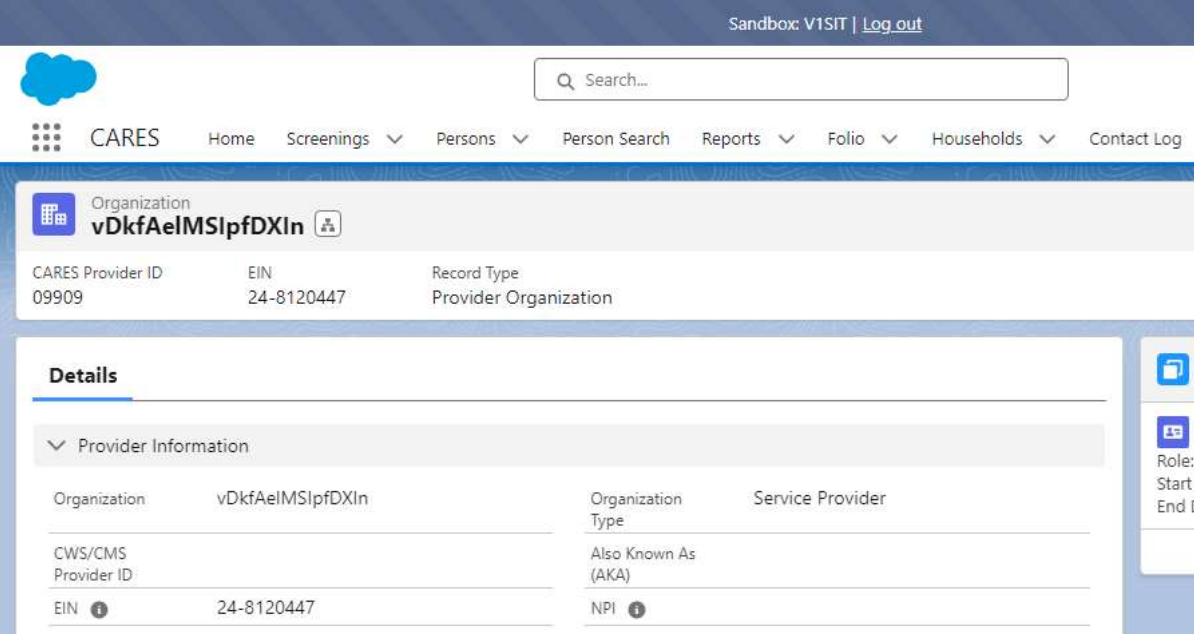 Sandbox: V1SIT | Log out
Search...
CARES Home Screenings Persons Person Search Reports Folio Households Contact Log
Organization
vDkfAelMSIpfDXIn
CARES Provider ID EIN Record Type
09909 24-8120447 Provider Organization
Details
Provider Information
Role:
Start
End
Organization vDkfAelMSIpfDXIn Organization Type Service Provider
CWS/CMS Provider ID Also Known As (AKA)
EIN 24-8120447 NPI